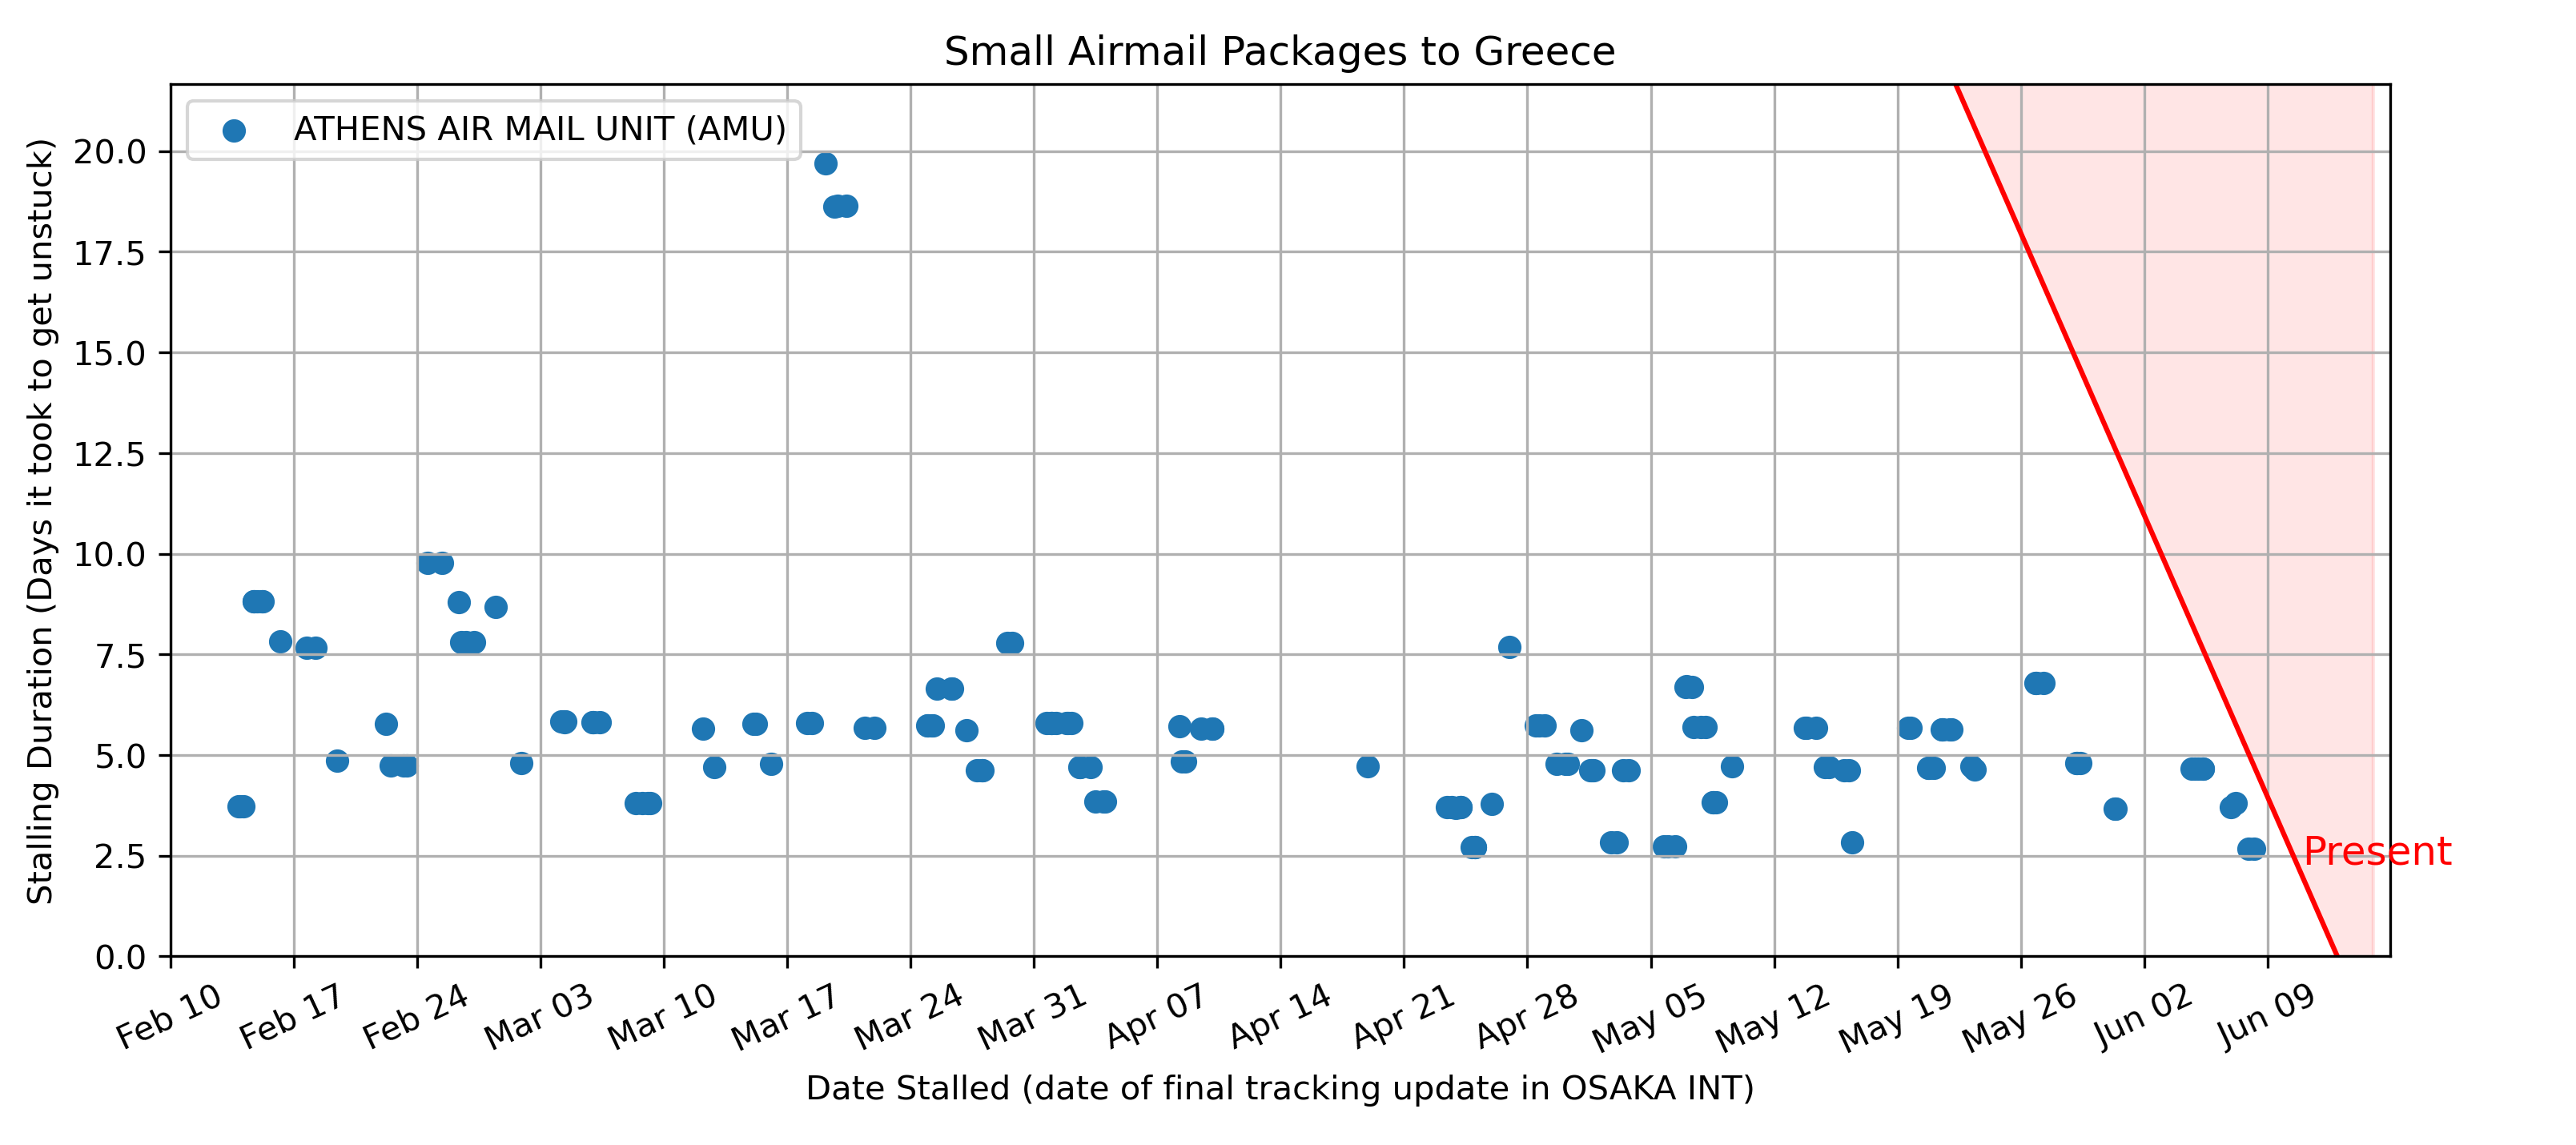 Small Airmail Packages to Greece
ATHENS AIR MAIL UNIT (AMU)
Stalling Duration (Days it took to get unstuck)
20.0
17.5
15.0
12.5
10.0
7.5
5.0
2.5
0.0
Present
Feb 10
Feb 17
Feb 24
Mar 03
Mar 10
Mar 17
Mar 24
Mar 31
Apr 07
Apr 14
Apr 21
Apr 28
May 05
May 12
May 19
May 26
Jun 02
Jun 09
Date Stalled (date of final tracking update in OSAKA INT)